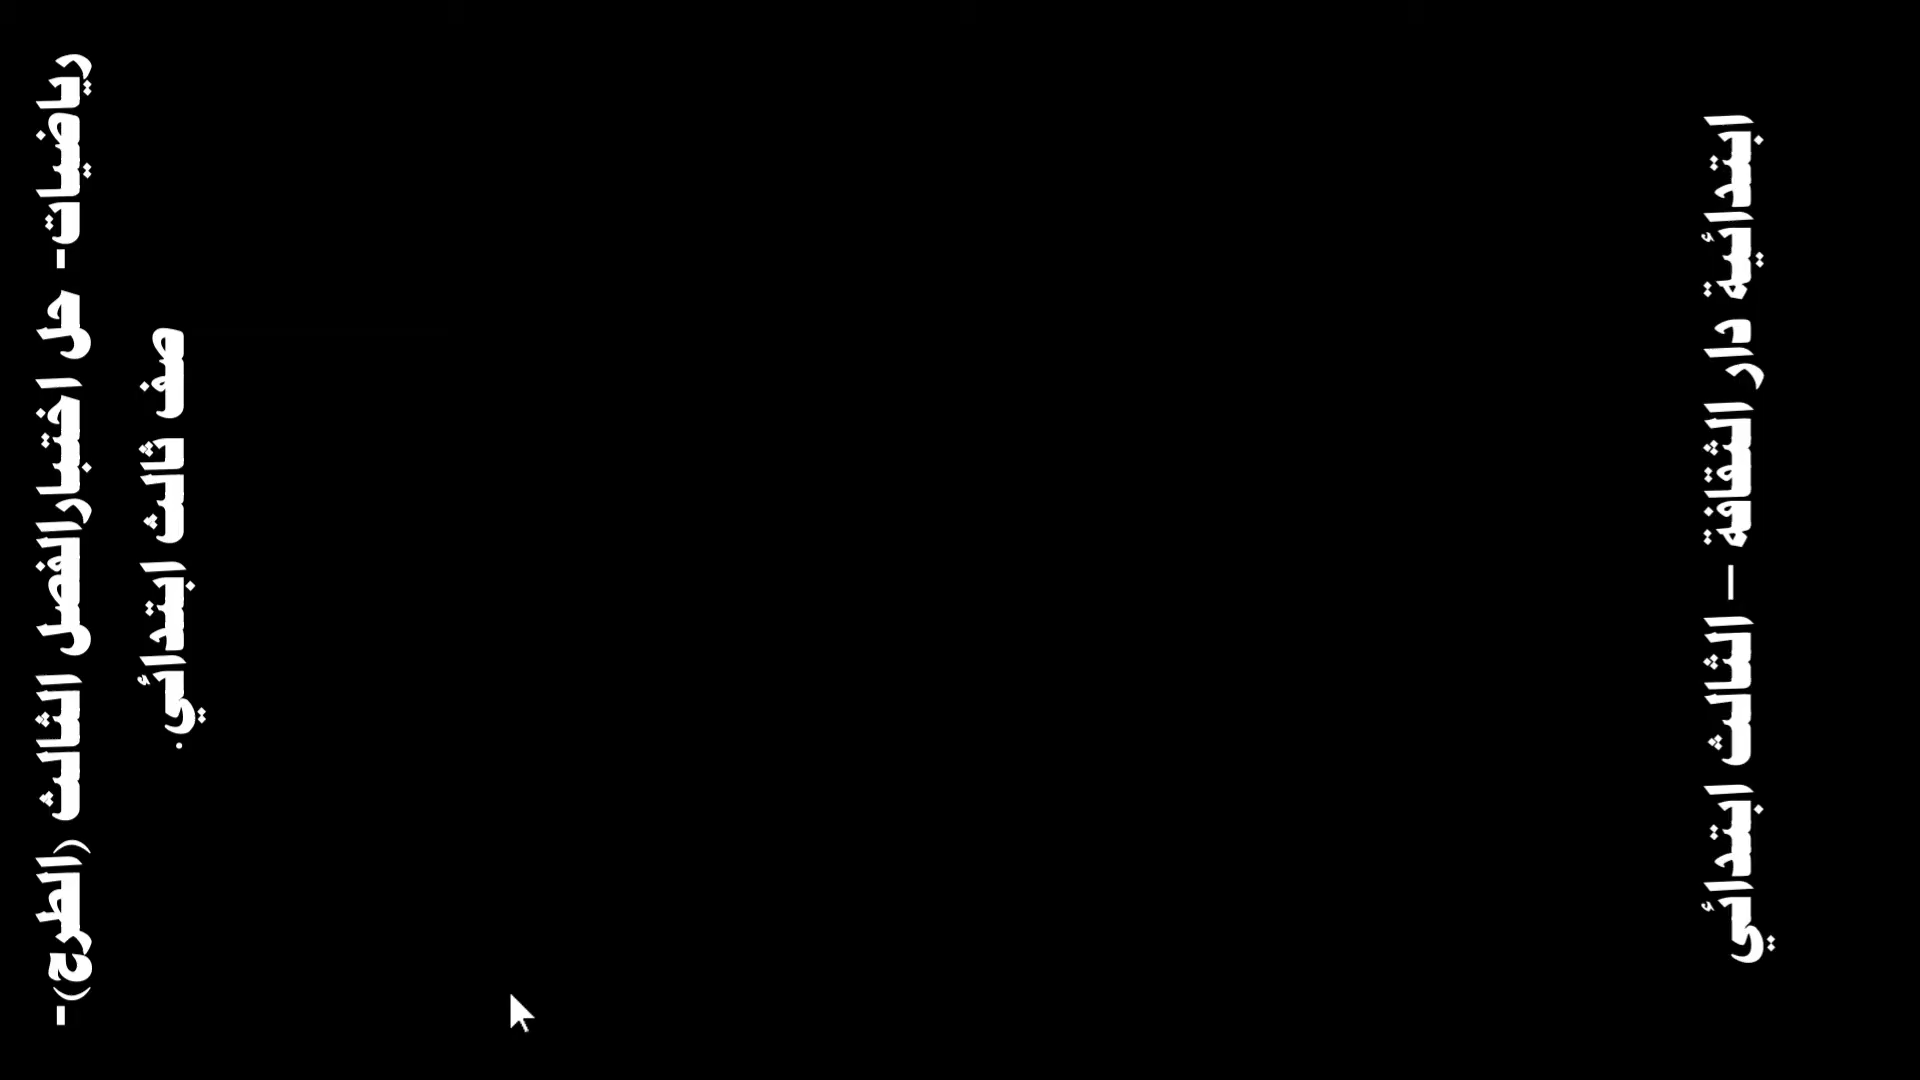 رياضيات- حل اختبارالفصل الثالث (الطرح)-
صف ثالث ابتدائي.
ابتدائية دار الثقافة – الثالث ابتدائي